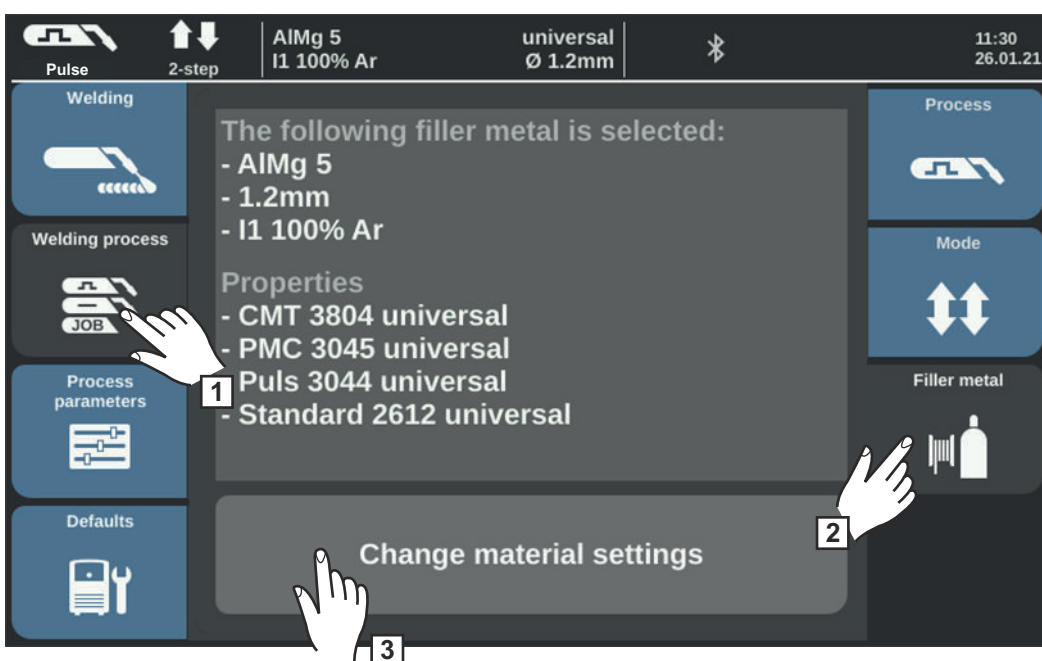 Pulse
2-step
AlMg 5
universal
I1 100% Ar
Ø 1.2mm
11:30
26.01.21
Welding
Welding process
JOB
Process
parameters
Defaults
The following filler metal is selected:
- AlMg 5
- 1.2mm
- I1 100% Ar
Properties
- CMT 3804 universal
- PMC 3045 universal
- Puls 3044 universal
- Standard 2612 universal
Change material settings
Process
Mode
Filler metal
1
2
3